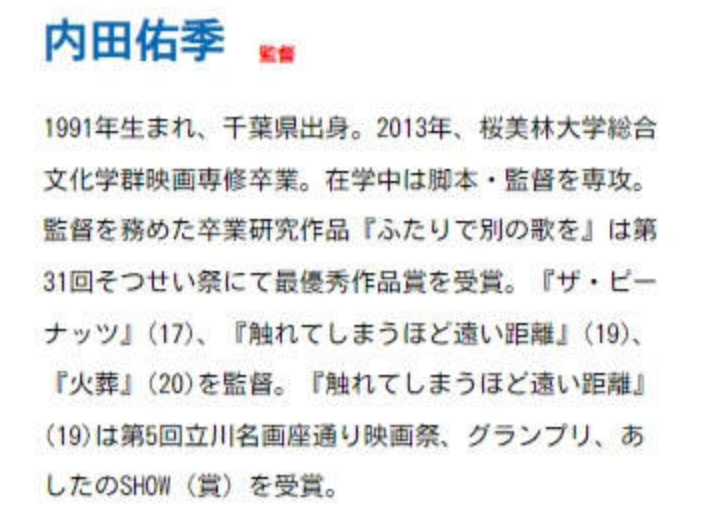 内田佑季 監督
1991年生まれ、千葉県出身。2013年、桜美林大学総合
文化学群映画専修卒業。在学中は脚本・監督を専攻。
監督を務めた卒業研究作品『ふたりで別の歌を』は第
31回そつせい祭にて最優秀作品賞を受賞。『ザ・ピー
ナッツ』(17)、『触れてしまうほど遠い距離』(19)、
『火葬』(20)を監督。『触れてしまうほど遠い距離』
(19)は第5回立川名画座通り映画祭、グランプリ、あ
したのSHOW（賞）を受賞。